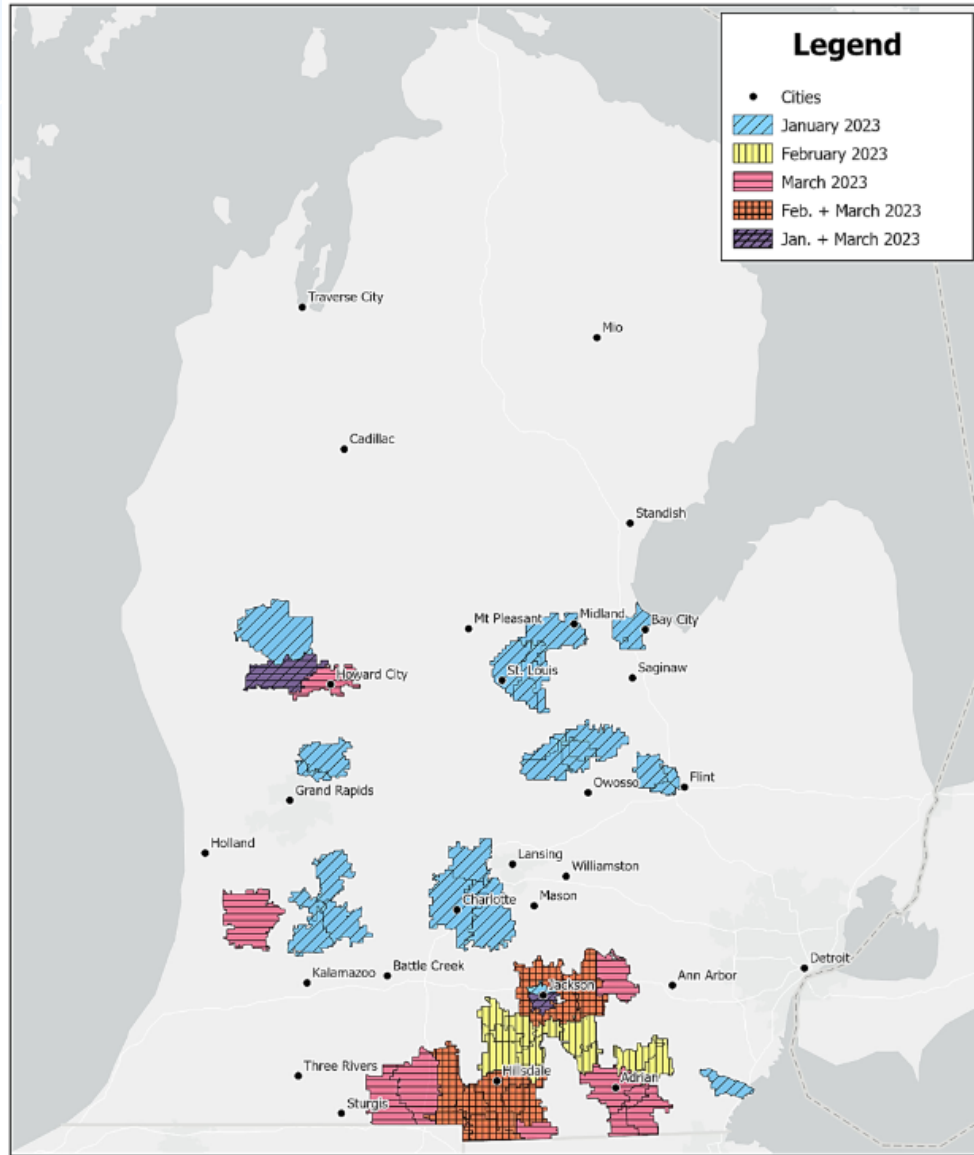 Legend
Cities
January 2023
February 2023
March 2023
Feb. + March 2023
Jan. + March 2023
Traverse City
Mio
Cadillac
Standish
Mt Pleasant
Midland
Bay City
Howard City
St. Louis
Saginaw
Grand Rapids
Owosso
Flint
Holland
Lansing
Williamston
Charlotte
Mason
Kalamazoo
Battle Creek
Jackson
Ann Arbor
Detroit
Three Rivers
Hillsdale
Adrian
Sturgis